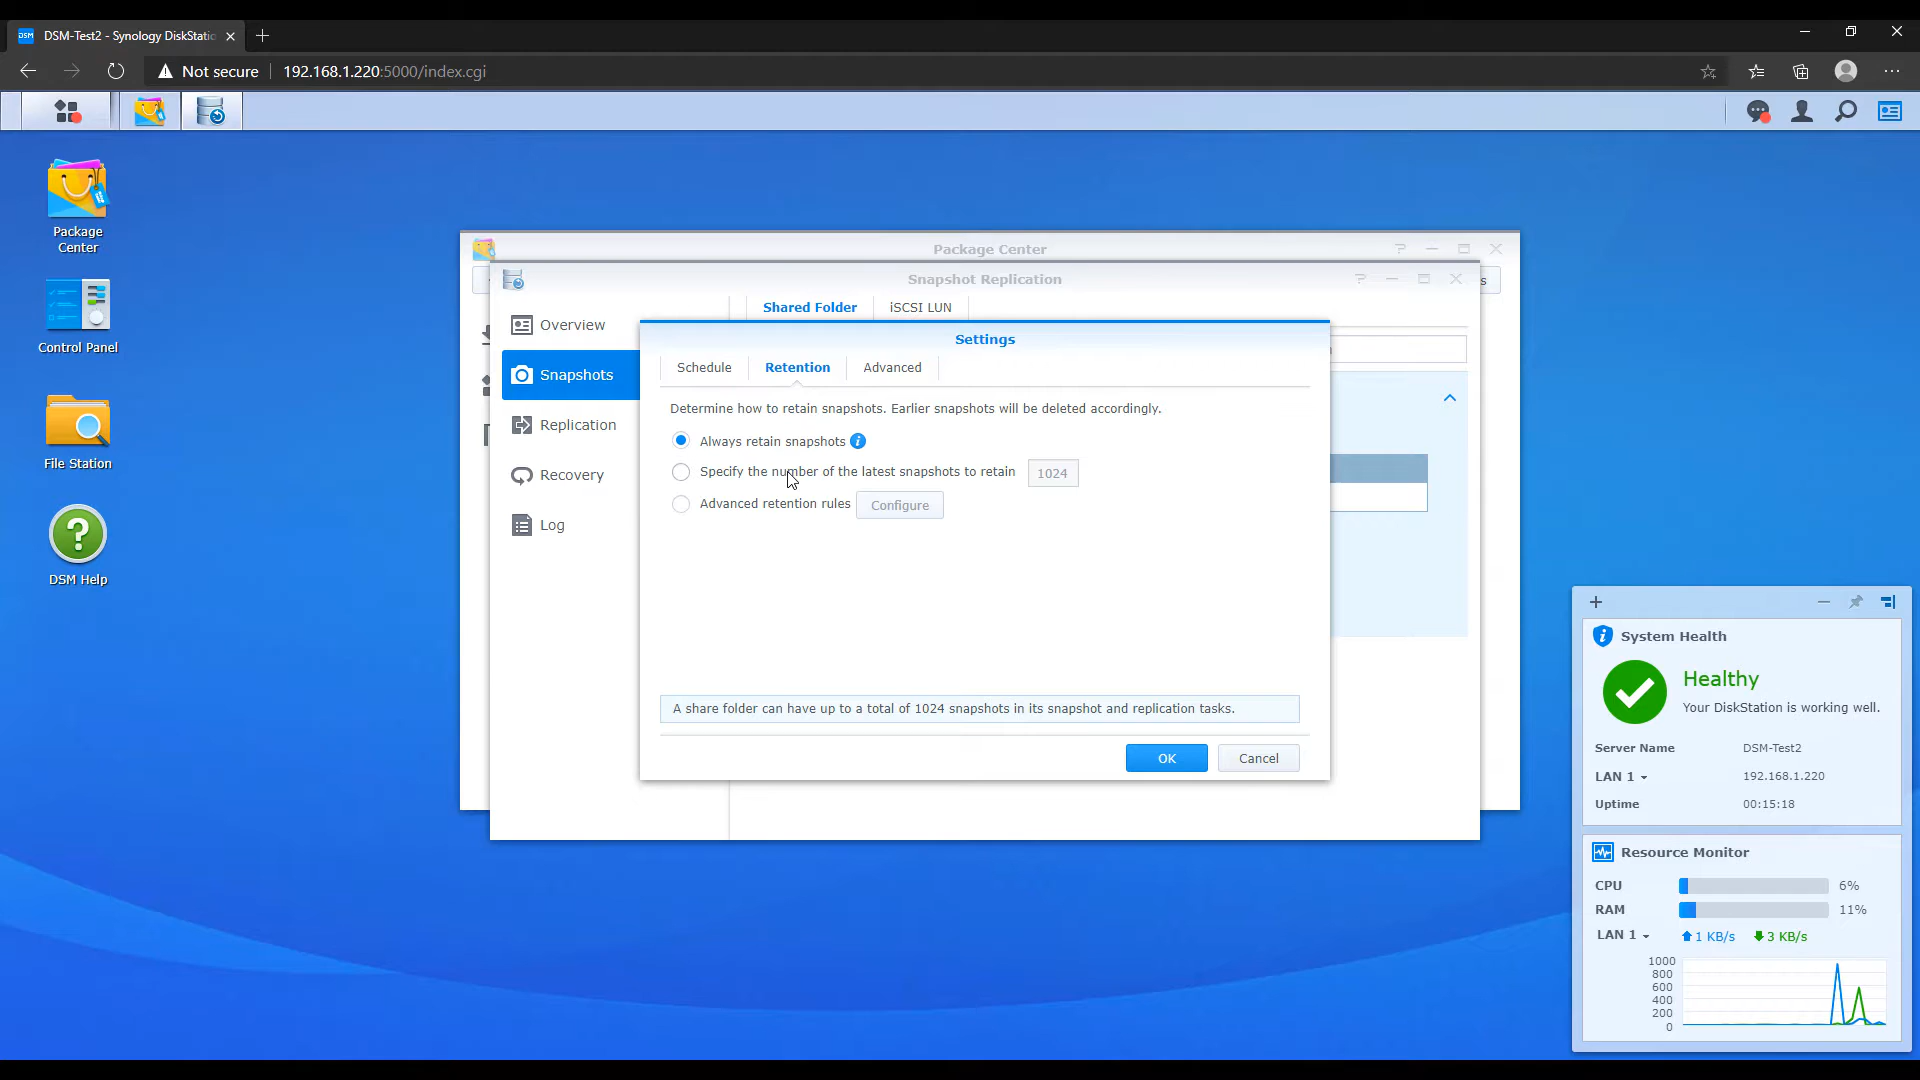 DSM
DSM-Test2 - Synology DiskStatio
Not secure
192.168.1.220:5000/index.cgi
Package
Center
Control Panel
File Station
DSM Help
Package Center
s
Snapshot Replication
Overview
Snapshots
Replication
Recovery
Log
Shared Folder
iSCSI LUN
Settings
Schedule
Retention
Advanced
Determine how to retain snapshots. Earlier snapshots will be deleted accordingly.
Always retain snapshots
Specify the number of the latest snapshots to retain
1024
Advanced retention rules
Configure
A share folder can have up to a total of 1024 snapshots in its snapshot and replication tasks.
OK
Cancel
System Health
Healthy
Your DiskStation is working well.
Server Name
DSM-Test2
LAN 1
192.168.1.220
Uptime
00:15:18
Resource Monitor
CPU
6%
RAM
11%
LAN 1
1 KB/s
3 KB/s
1000
800
600
400
200
0